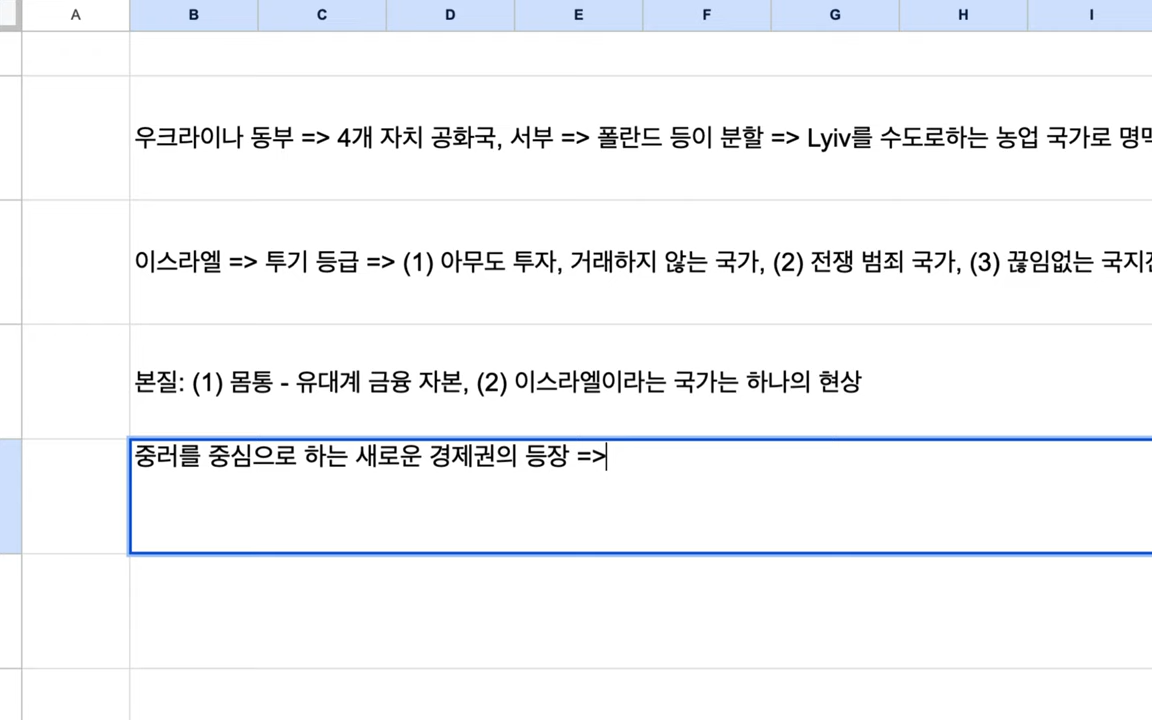 A B C D E F G H I
우크라이나 동부 => 4개 자치 공화국, 서부 => 폴란드 등이 분할 => Lyiv를 수도로하는 농업 국가로
이스라엘 => 투기 등급 => (1) 아무도 투자, 거래하지 않는 국가, (2) 전쟁 범죄 국가, (3) 끊임없는
본질: (1) 몸통 - 유대계 금융 자본, (2) 이스라엘이라는 국가는 하나의 현상
중러를 중심으로 하는 새로운 경제권의 등장 =>